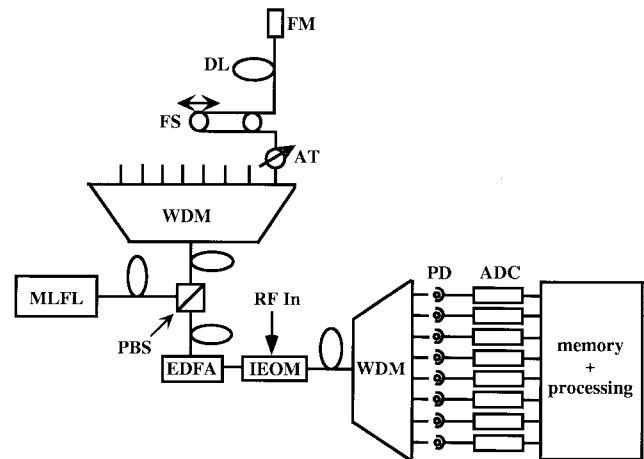 FM
DL
FS
AT
WDM
MLFL
PBS
RF In
EDFA
IEOM
WDM
PD
ADC
memory
+
processing